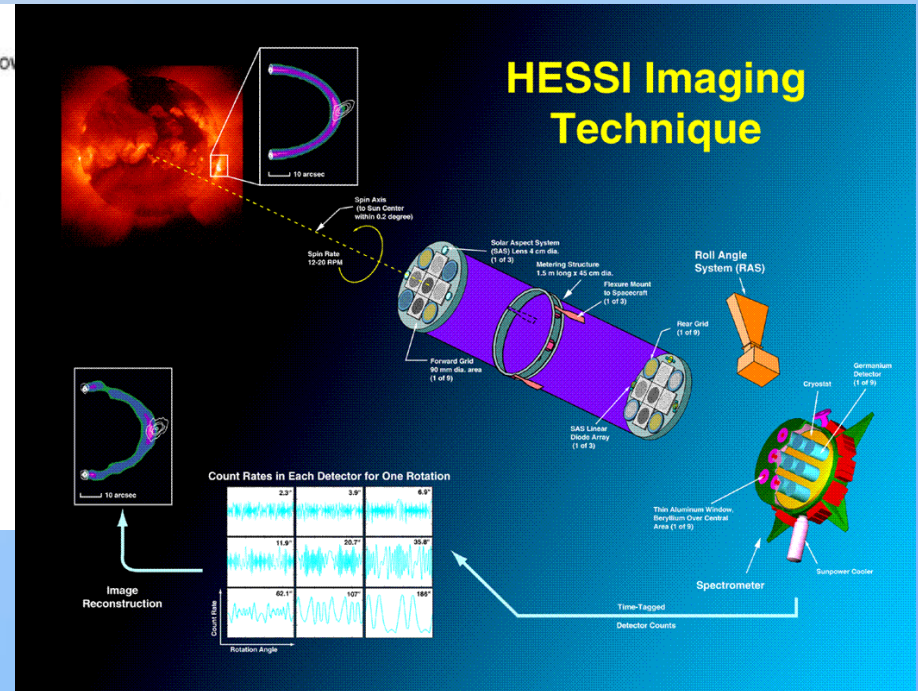 HESSI Imaging
Technique
10 arcsec
Spin Axis
(to Sun Center
within 0.2 degree)
Spin Rate
12-20 RPM
Solar Aspect System
(SAS) Lens 4 cm dia.
(1 of 3)
Metering Structure
1.5 m long x 45 cm dia.
Flexure Mount
to Spacecraft
(1 of 3)
Roll Angle
System (RAS)
Rear Grid
(1 of 9)
Forward Grid
90 mm dia. area
(1 of 9)
Germanium
Detector
(1 of 9)
Cryostat
SAS Linear
Diode Array
(1 of 3)
10 arcsec
Count Rates in Each Detector for One Rotation
2.3" 3.9" 6.9"
11.9" 20.7" 35.8"
62.1" 107" 186"
Count Rate
Rotation Angle
Image
Reconstruction
Thin Aluminum Window,
Beryllium Over Central
Area (1 of 9)
Sunpower Cooler
Spectrometer
Time-Tagged
Detector Counts